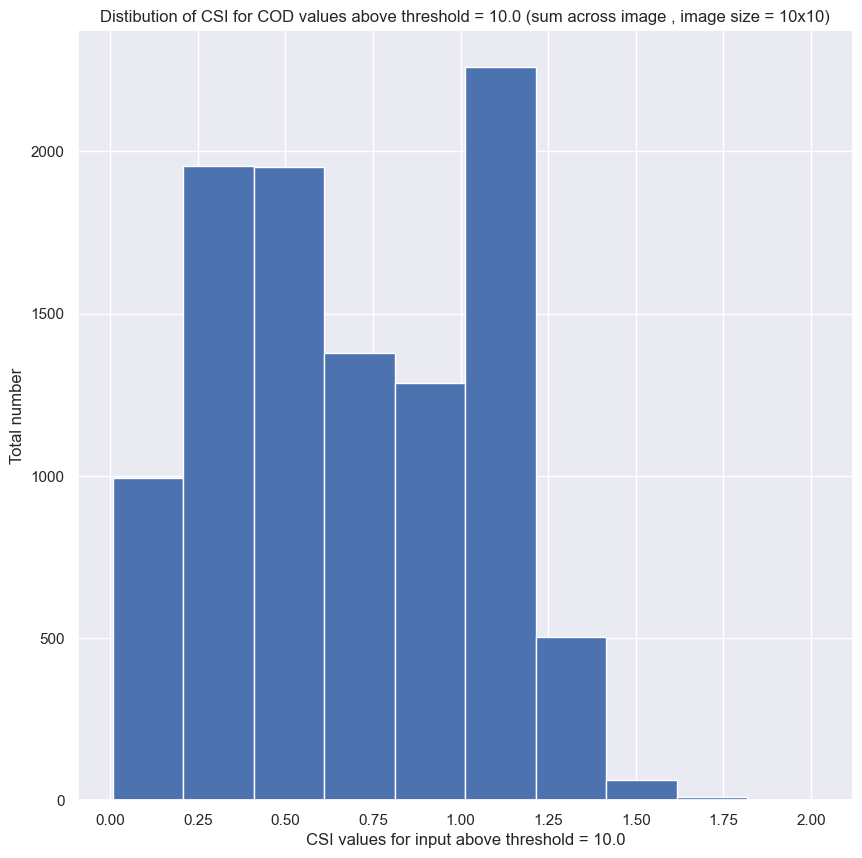 Distibution of CSI for COD values above threshold = 10.0 (sum across image , image size = 10x10)
Total number
2000
1500
1000
500
0
0.00 0.25 0.50 0.75 1.00 1.25 1.50 1.75 2.00
CSI values for input above threshold = 10.0